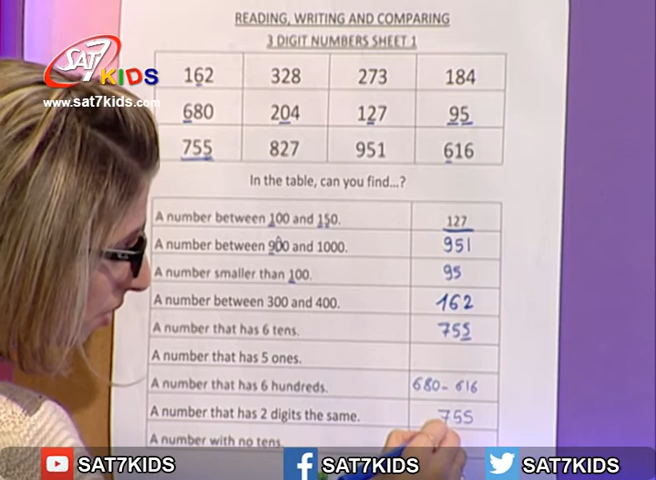 READING, WRITING AND COMPARING
3 DIGIT NUMBERS SHEET 1
SAT 7 KIDS
www.sat7kids.com
162 328 273 184
680 204 127 95
755 827 951 616
In the table, can you find...?
A number between 100 and 150. 127
A number between 900 and 1000. 951
A number smaller than 100. 95
A number between 300 and 400. 162
A number that has 6 tens. 755
A number that has 5 ones.
A number that has 6 hundreds. 680- 616
A number that has 2 digits the same. 755
A number with no tens.
SAT7KIDS SAT7KIDS SAT7KIDS